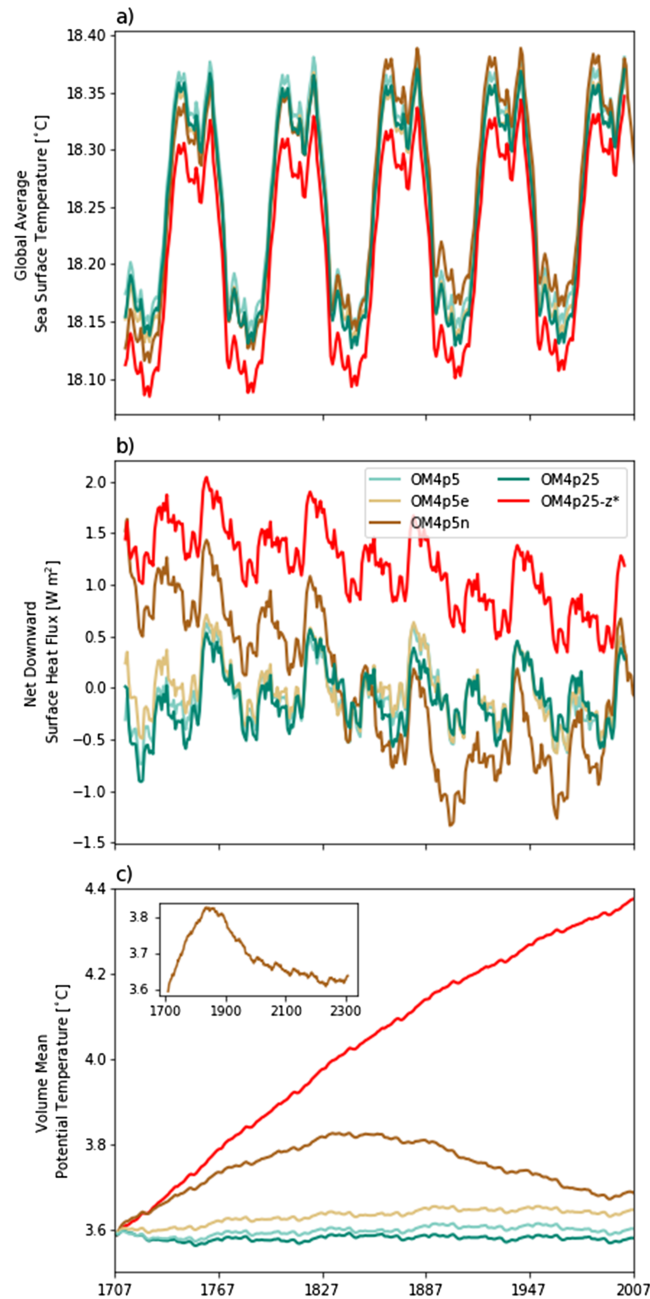 a)
18.40
18.35
18.30
18.25
18.20
18.15
18.10
Global Average
Sea Surface Temperature [°C]
b)
2.0
1.5
1.0
0.5
0.0
−0.5
−1.0
−1.5
Net Downward
Surface Heat Flux [W m²]
OM4p5
OM4p5e
OM4p5n
OM4p25
OM4p25-z*
c)
4.4
4.2
4.0
3.8
3.6
Volume Mean
Potential Temperature [°C]
3.8
3.7
3.6
1700 1900 2100 2300
1707 1767 1827 1887 1947 2007